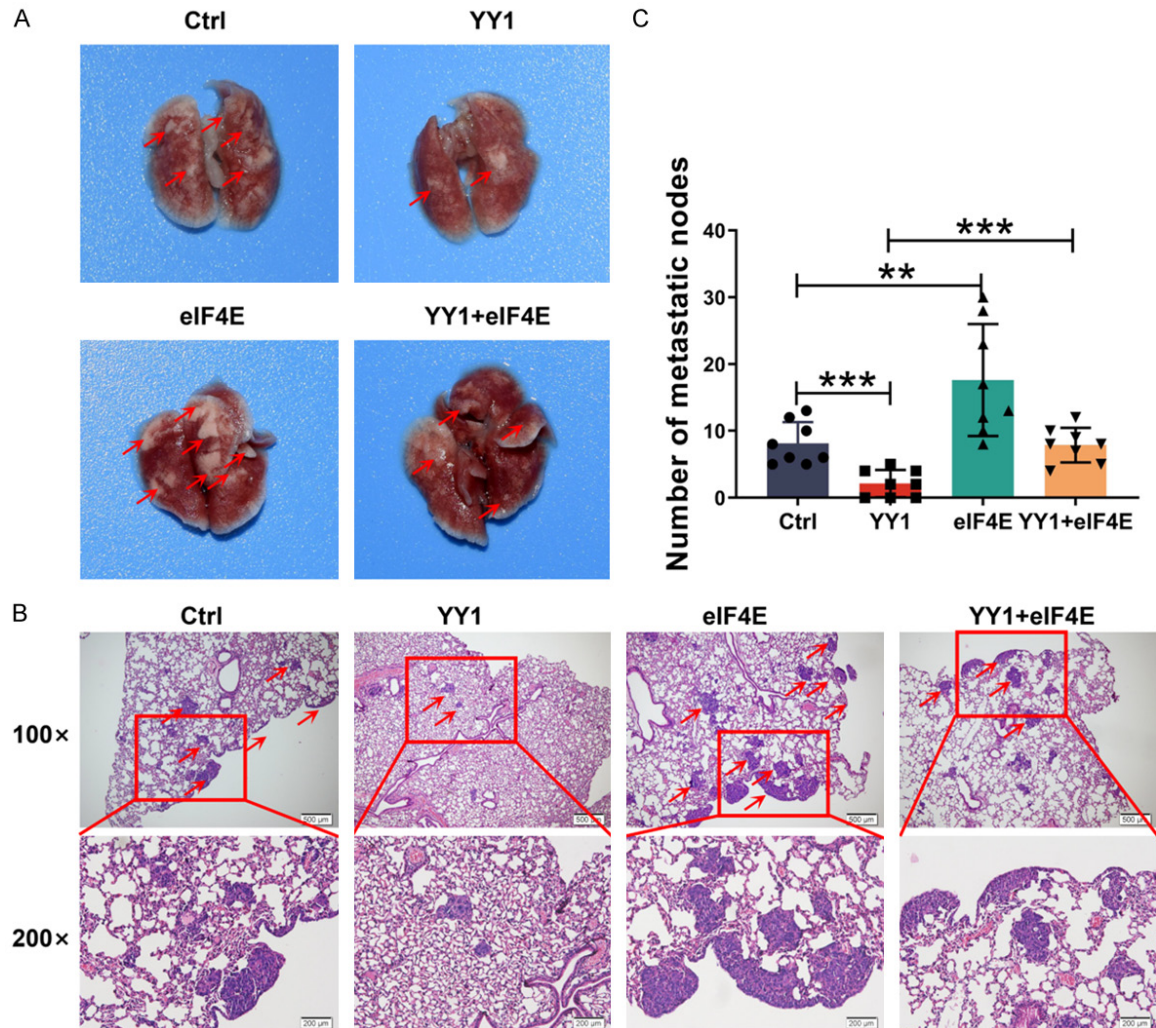 A
Ctrl
YY1
eIF4E
YY1+eIF4E
C
Number of metastatic nodes
40
30
20
10
0
***
**
***
Ctrl
YY1
eIF4E
YY1+eIF4E
B
Ctrl
YY1
eIF4E
YY1+eIF4E
100×
500 µm
500 µm
500 µm
500 µm
200×
200 µm
200 µm
200 µm
200 µm